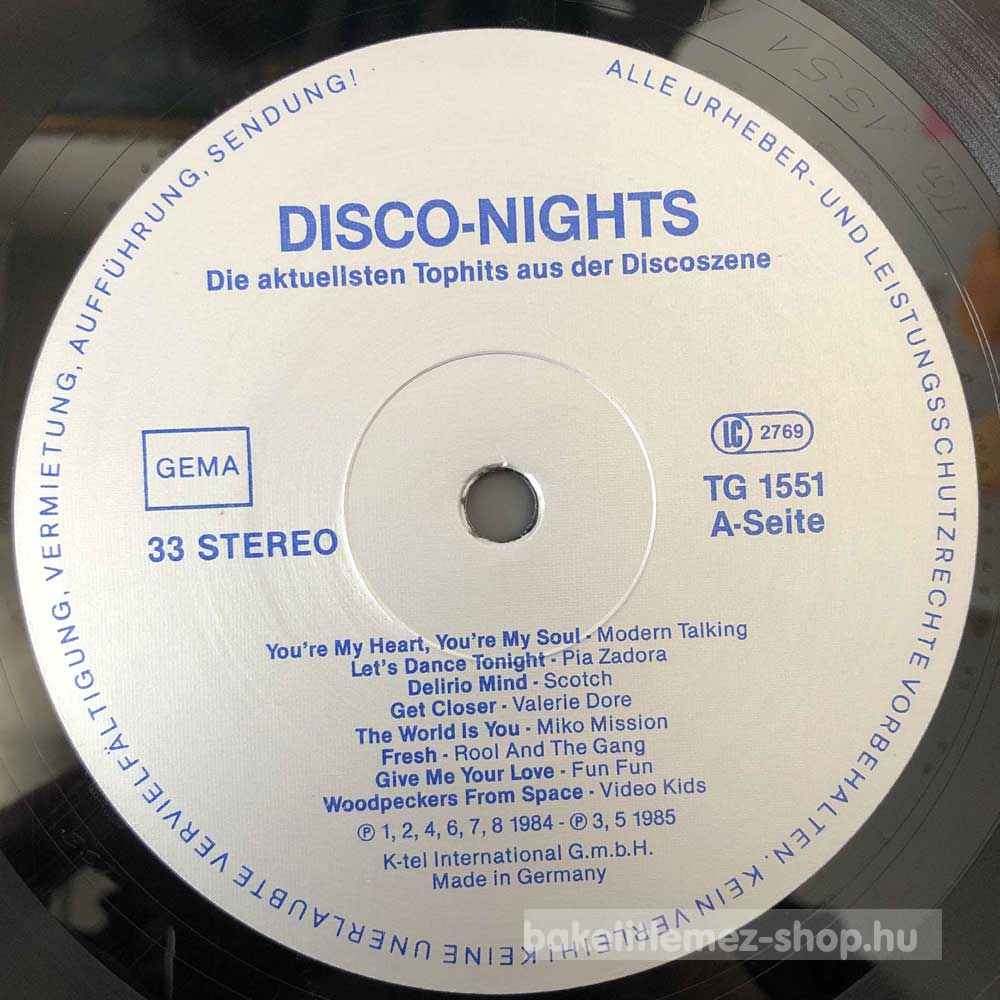 ALLE URHEBER- UND LEISTUNGSSCHUTZRECHTE VORBEHALTEN. KEIN VERLEIH! KEINE UNERLAUBTE VERVIELFÄLTIGUNG, VERMIETUNG, AUFFÜHRUNG, SENDUNG!
DISCO-NIGHTS
Die aktuellsten Tophits aus der Discoszene
GEMA
33 STEREO
LC 2769
TG 1551
A-Seite
You're My Heart, You're My Soul - Modern Talking
Let's Dance Tonight - Pia Zadora
Delirio Mind - Scotch
Get Closer - Valerie Dore
The World Is You - Miko Mission
Fresh - Rool And The Gang
Give Me Your Love - Fun Fun
Woodpeckers From Space - Video Kids
℗ 1, 2, 4, 6, 7, 8 1984 - ℗ 3, 5 1985
K-tel International G.m.b.H.
Made in Germany
bakelitlemez-shop.hu